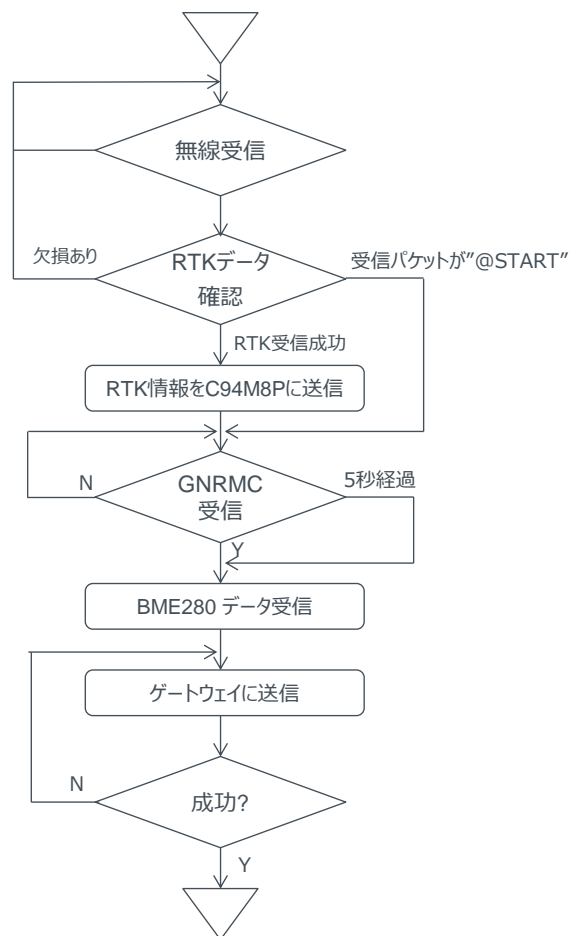 無線受信
欠損あり
RTKデータ
確認
受信パケットが”@START”
RTK受信成功
RTK情報をC94M8Pに送信
N
GNRMC
受信
5秒経過
Y
BME280 データ受信
ゲートウェイに送信
N
成功?
Y